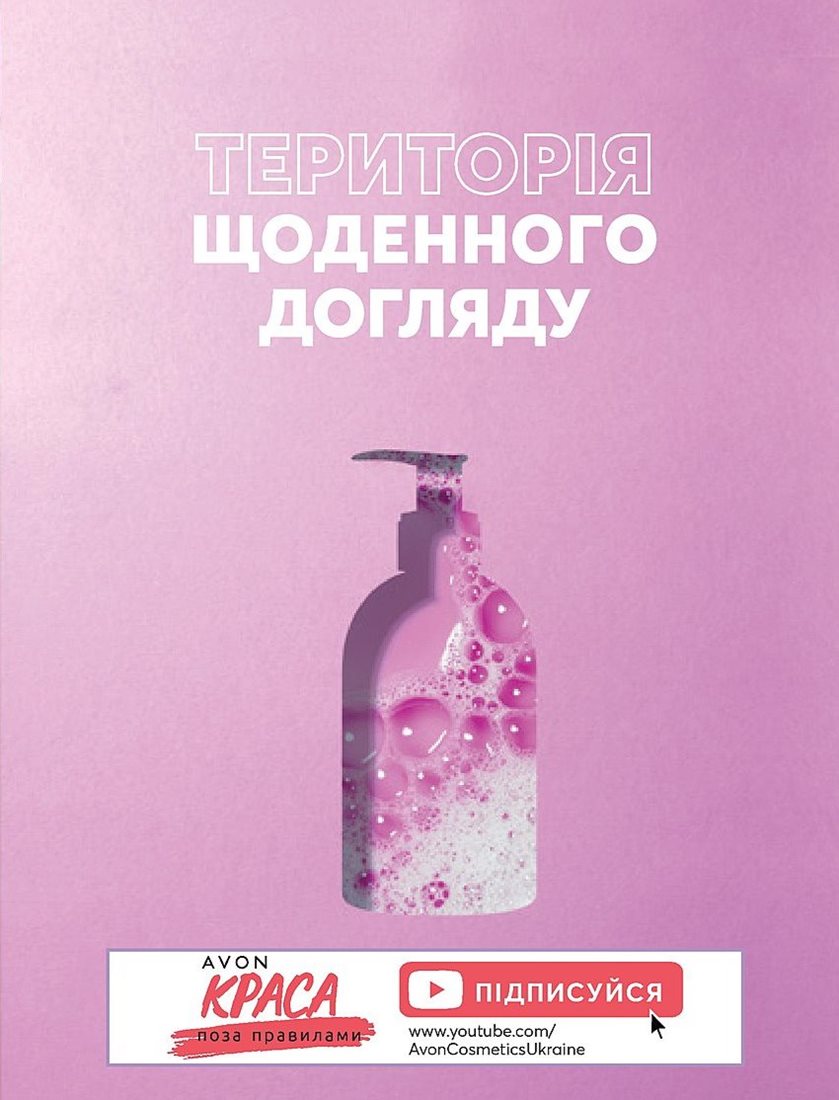 ТЕРИТОРІЯ
ЩОДЕННОГО
ДОГЛЯДУ
AVON
КРАСА
поза правилами
ПІДПИСУЙСЯ
www.youtube.com/
AvonCosmeticsUkraine